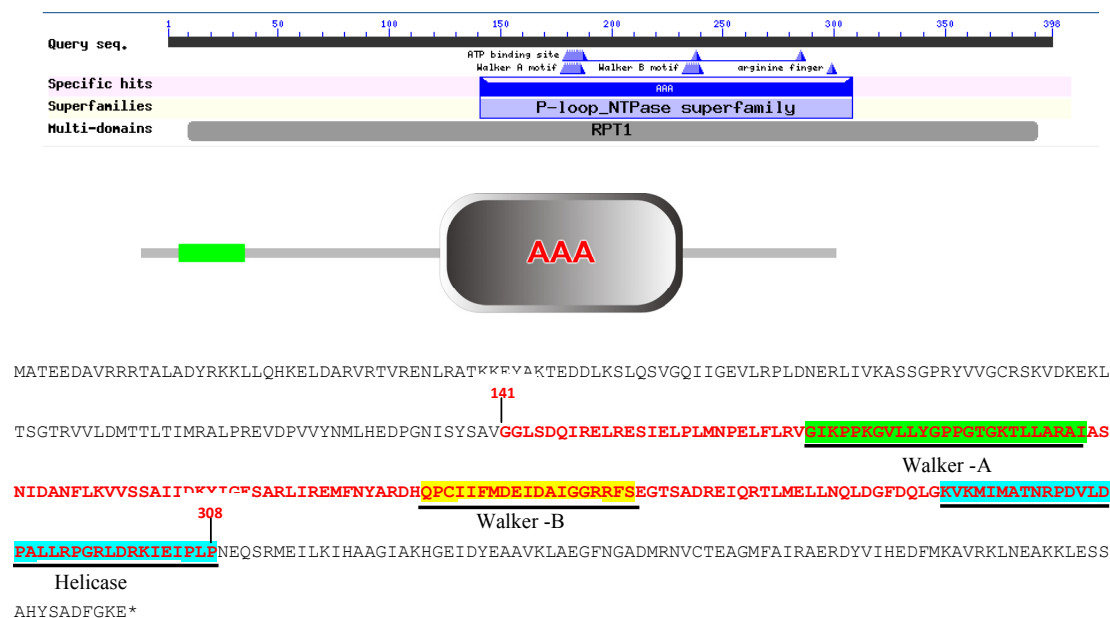 1 50 100 150 200 250 300 350 398
Query seq.
ATP binding site
Walker A motif Walker B motif arginine finger
Specific hits AAA
Superfamilies P-loop_NTPase superfamily
Multi-domains RPT1
AAA
MATEEDAVRRRTALADYRKKLLQHKELDARVRTVRENLRATKKEYAKTEDDLKSLQSVGQIIGEVLRPLDNERLIVKASSGPRYVVGCRSKVDKEKL
141
TSGTRVVLDMTTLTIMRALPREVDPVVYNMLHEDPGNISYSAVGGLSDQIRELRESIELPLMNPELFLRVGIKPPKGVLLYGPPGTGKTLLARAIAS
Walker -A
NIDANFLKVVSSAIIDKYIGESARLIREMFNYARDHQPCIIFMDEIDAIGGRRFSEGTSADREIQRTLMELLNQLDGFDQLGKVKMIMATNRPDVLD
Walker -B
308
PALLRPGRLDRKIEIPLPNEQSRMEILKIHAAGIAKHGEIDYEAAVKLAEGFNGADMRNVCTEAGMFAIRAERDYVIHEDFMKAVRKLNEAKKLESS
Helicase
AHYSADFGKE*